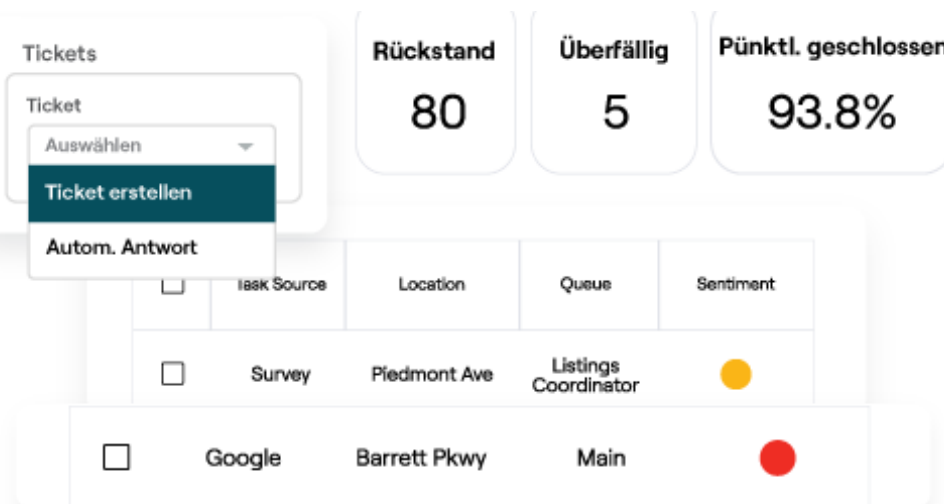 Tickets
Ticket
Auswählen
Ticket erstellen
Autom. Antwort
Rückstand
80
Überfällig
5
Pünktl. geschlossen
93.8%
Task Source
Location
Queue
Sentiment
Survey
Piedmont Ave
Listings
Coordinator
Google
Barrett Pkwy
Main